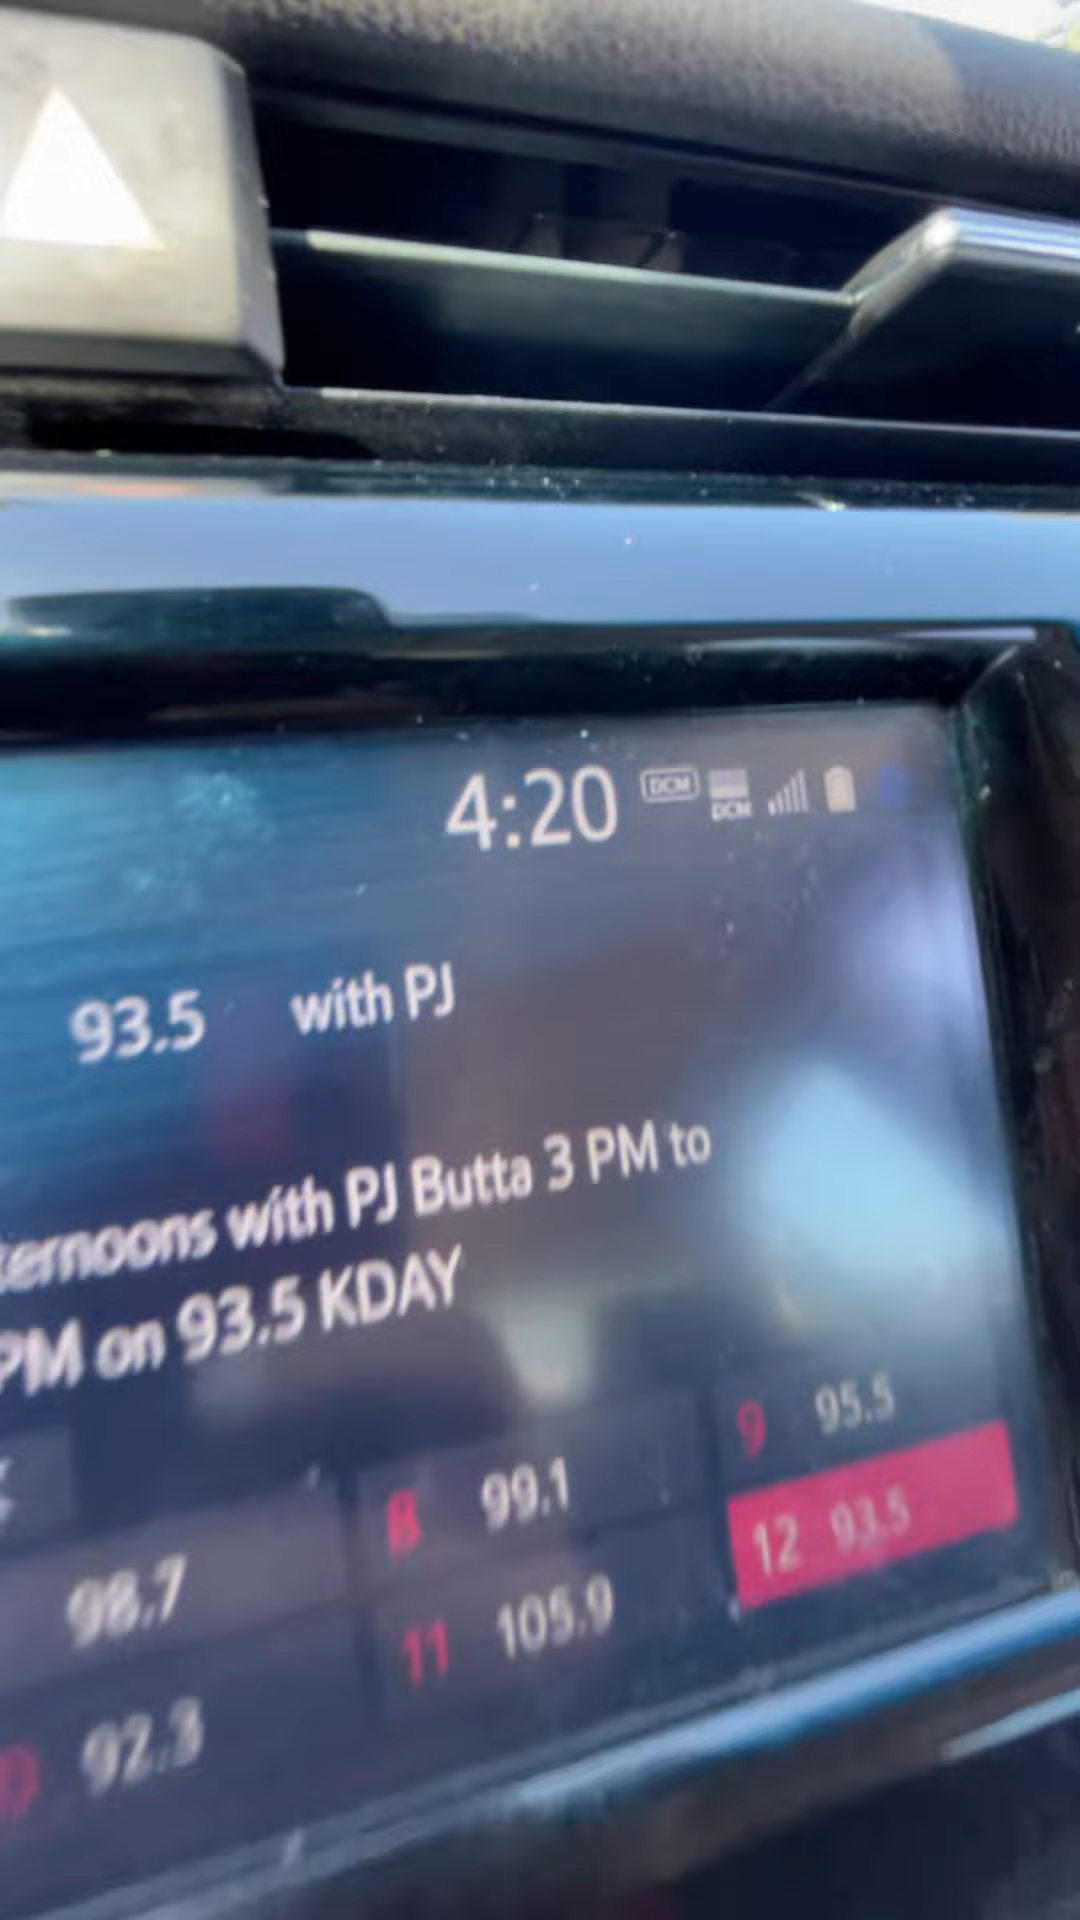 4:20 DCM DCM
93.5 with PJ
ernoons with PJ Butta 3 PM to
PM on 93.5 KDAY
98.7
8 99.1
9 95.5
92.3
11 105.9
12 93.5